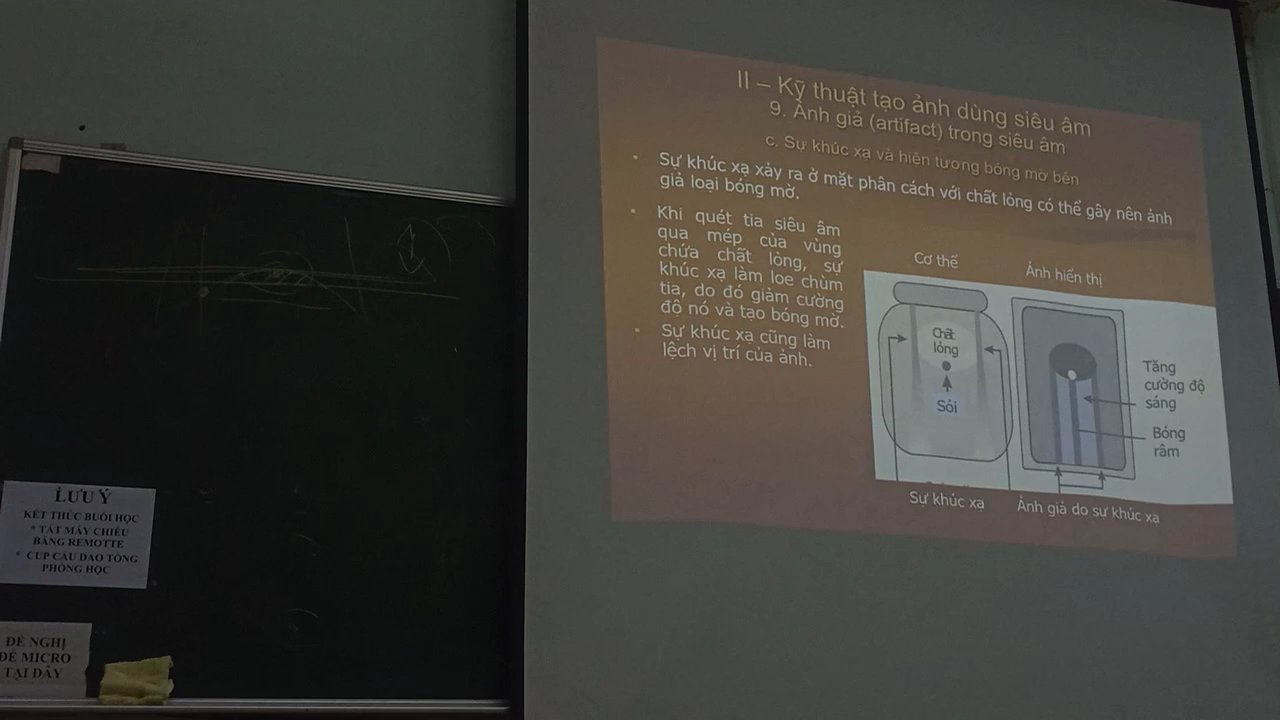 II – Kỹ thuật tạo ảnh dùng siêu âm
9. Ảnh giả (artifact) trong siêu âm
c. Sự khúc xạ và hiện tượng bóng mờ bên
• Sự khúc xạ xảy ra ở mặt phân cách với chất lỏng có thể gây nên ảnh
giả loại bóng mờ.
• Khi quét tia siêu âm
qua mép của vùng
chứa chất lỏng, sự
khúc xạ làm loe chùm
tia, do đó giảm cường
độ nó và tạo bóng mờ.
• Sự khúc xạ cũng làm
lệch vị trí của ảnh.
Cơ thể
Ảnh hiển thị
Chất
lỏng
Sỏi
Tăng
cường độ
sáng
Bóng
râm
Sự khúc xạ
Ảnh giả do sự khúc xạ
LƯU Ý
KẾT THÚC BUỔI HỌC
* TẮT MÁY CHIẾU
BẰNG REMOTTE
* CÚP CẦU DAO TỔNG
PHÒNG HỌC
ĐỀ NGHỊ
ĐỂ MICRO
TẠI ĐÂY